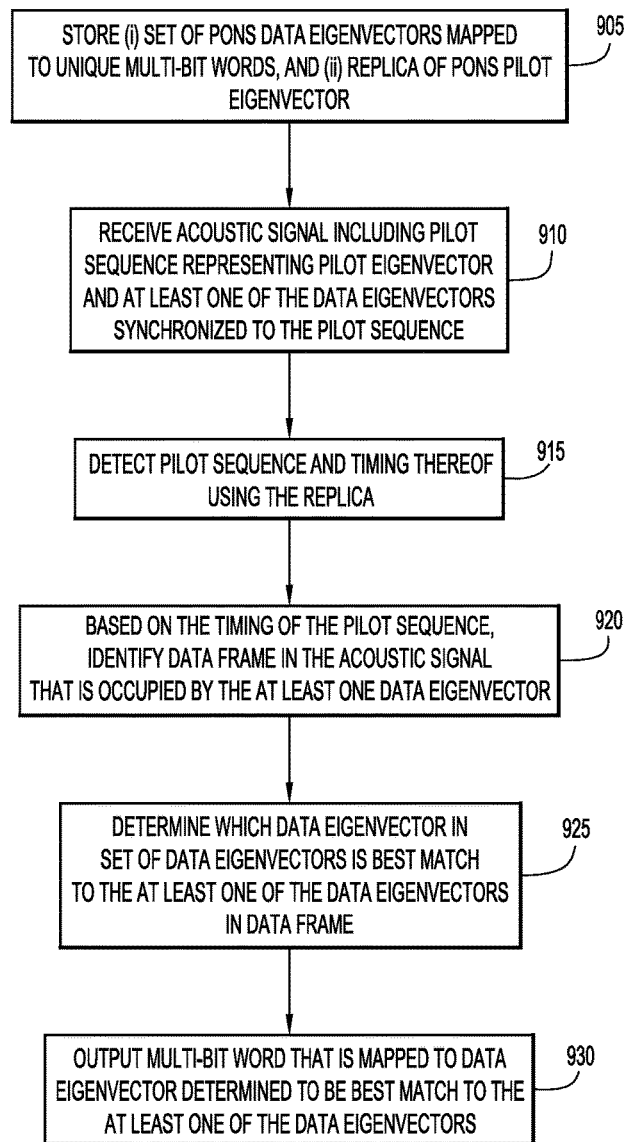 STORE (i) SET OF PONS DATA EIGENVECTORS MAPPED
TO UNIQUE MULTI-BIT WORDS, AND (ii) REPLICA OF PONS PILOT
EIGENVECTOR
905
RECEIVE ACOUSTIC SIGNAL INCLUDING PILOT
SEQUENCE REPRESENTING PILOT EIGENVECTOR
AND AT LEAST ONE OF THE DATA EIGENVECTORS
SYNCHRONIZED TO THE PILOT SEQUENCE
910
DETECT PILOT SEQUENCE AND TIMING THEREOF
USING THE REPLICA
915
BASED ON THE TIMING OF THE PILOT SEQUENCE,
IDENTIFY DATA FRAME IN THE ACOUSTIC SIGNAL
THAT IS OCCUPIED BY THE AT LEAST ONE DATA EIGENVECTOR
920
DETERMINE WHICH DATA EIGENVECTOR IN
SET OF DATA EIGENVECTORS IS BEST MATCH
TO THE AT LEAST ONE OF THE DATA EIGENVECTORS
IN DATA FRAME
925
OUTPUT MULTI-BIT WORD THAT IS MAPPED TO DATA
EIGENVECTOR DETERMINED TO BE BEST MATCH TO THE
AT LEAST ONE OF THE DATA EIGENVECTORS
930